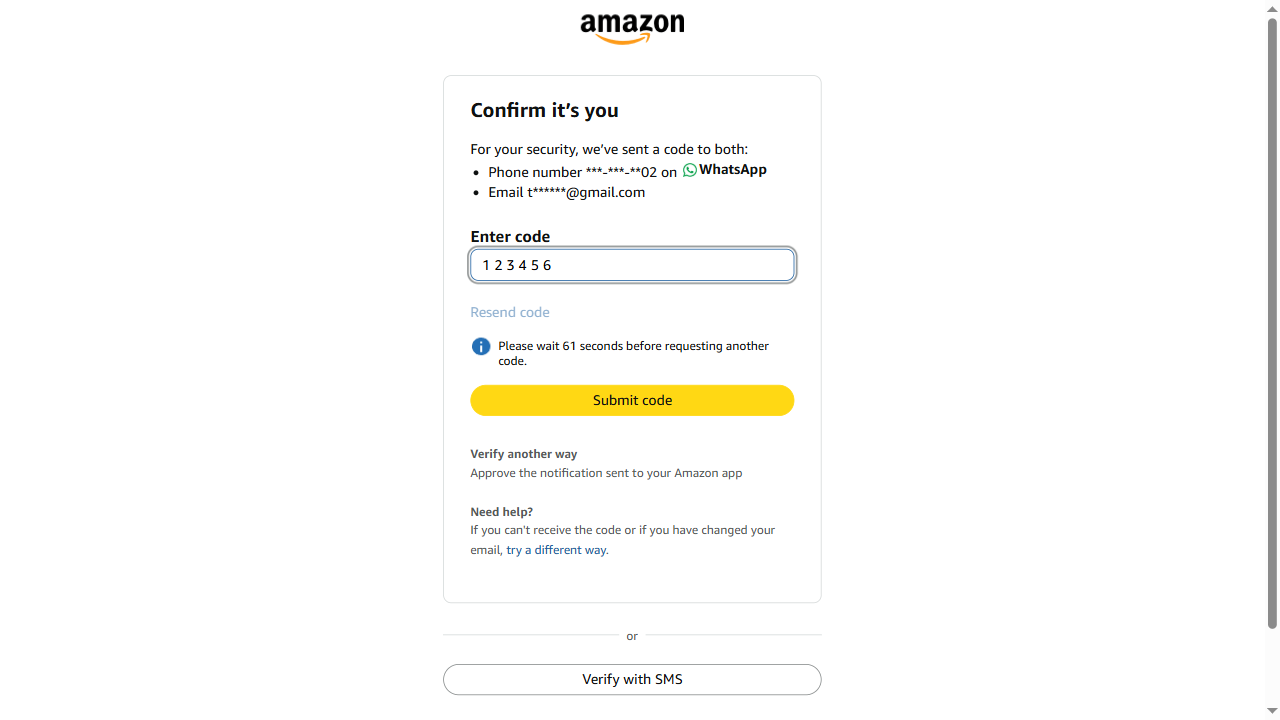 amazon
Confirm it’s you
For your security, we’ve sent a code to both:
• Phone number ***-***-**02 on WhatsApp
• Email t******@gmail.com
Enter code
1 2 3 4 5 6
Resend code
Please wait 61 seconds before requesting another
code.
Submit code
Verify another way
Approve the notification sent to your Amazon app
Need help?
If you can't receive the code or if you have changed your
email, try a different way.
or
Verify with SMS